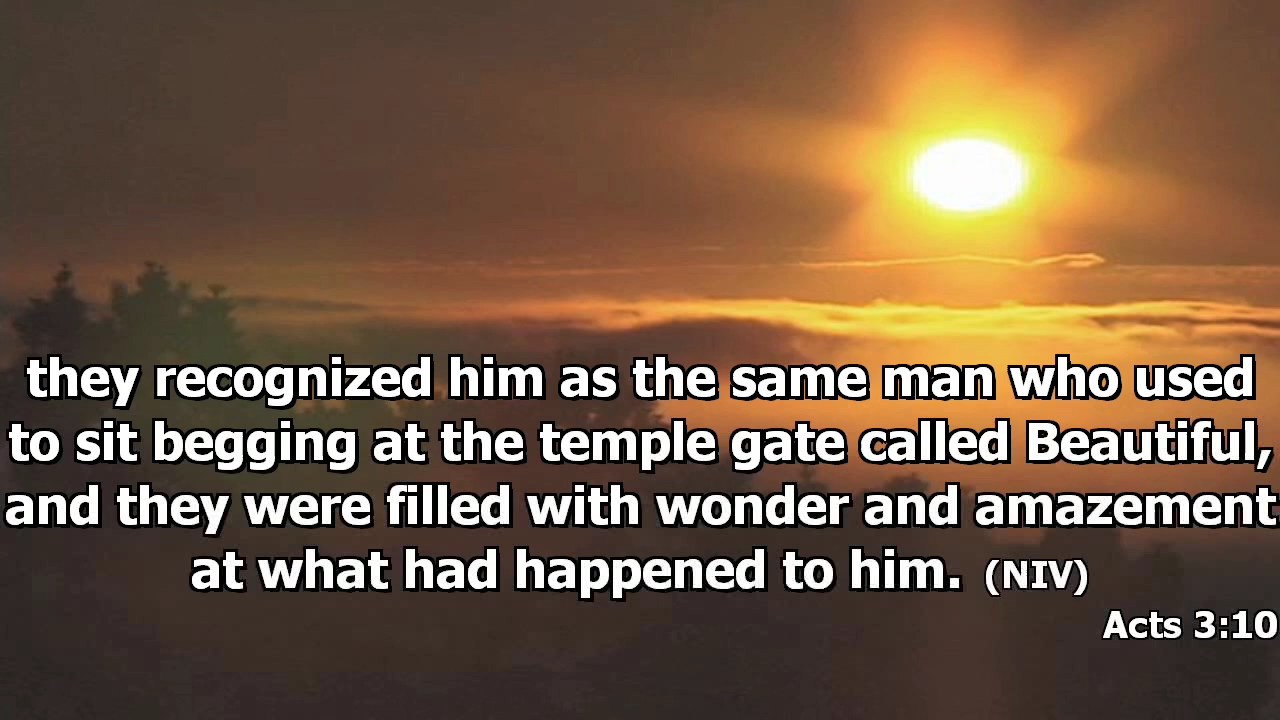 they recognized him as the same man who used
to sit begging at the temple gate called Beautiful,
and they were filled with wonder and amazement
at what had happened to him. (NIV)
Acts 3:10